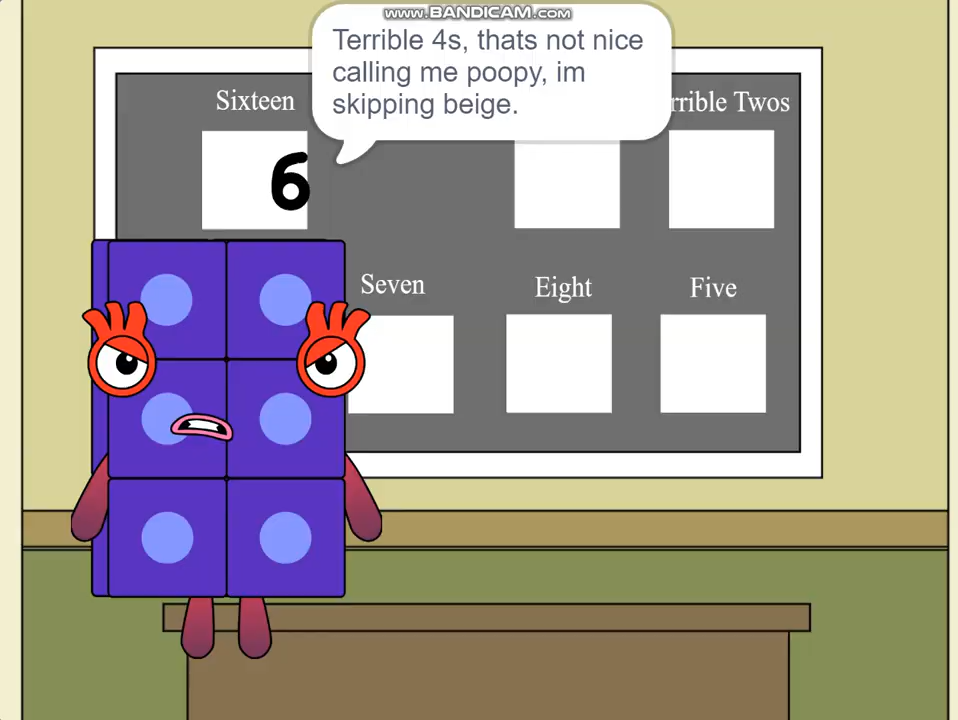 www.BANDICAM.com
Terrible 4s, thats not nice
calling me poopy, im
skipping beige.
Sixteen
rrible Twos
6
Seven
Eight
Five